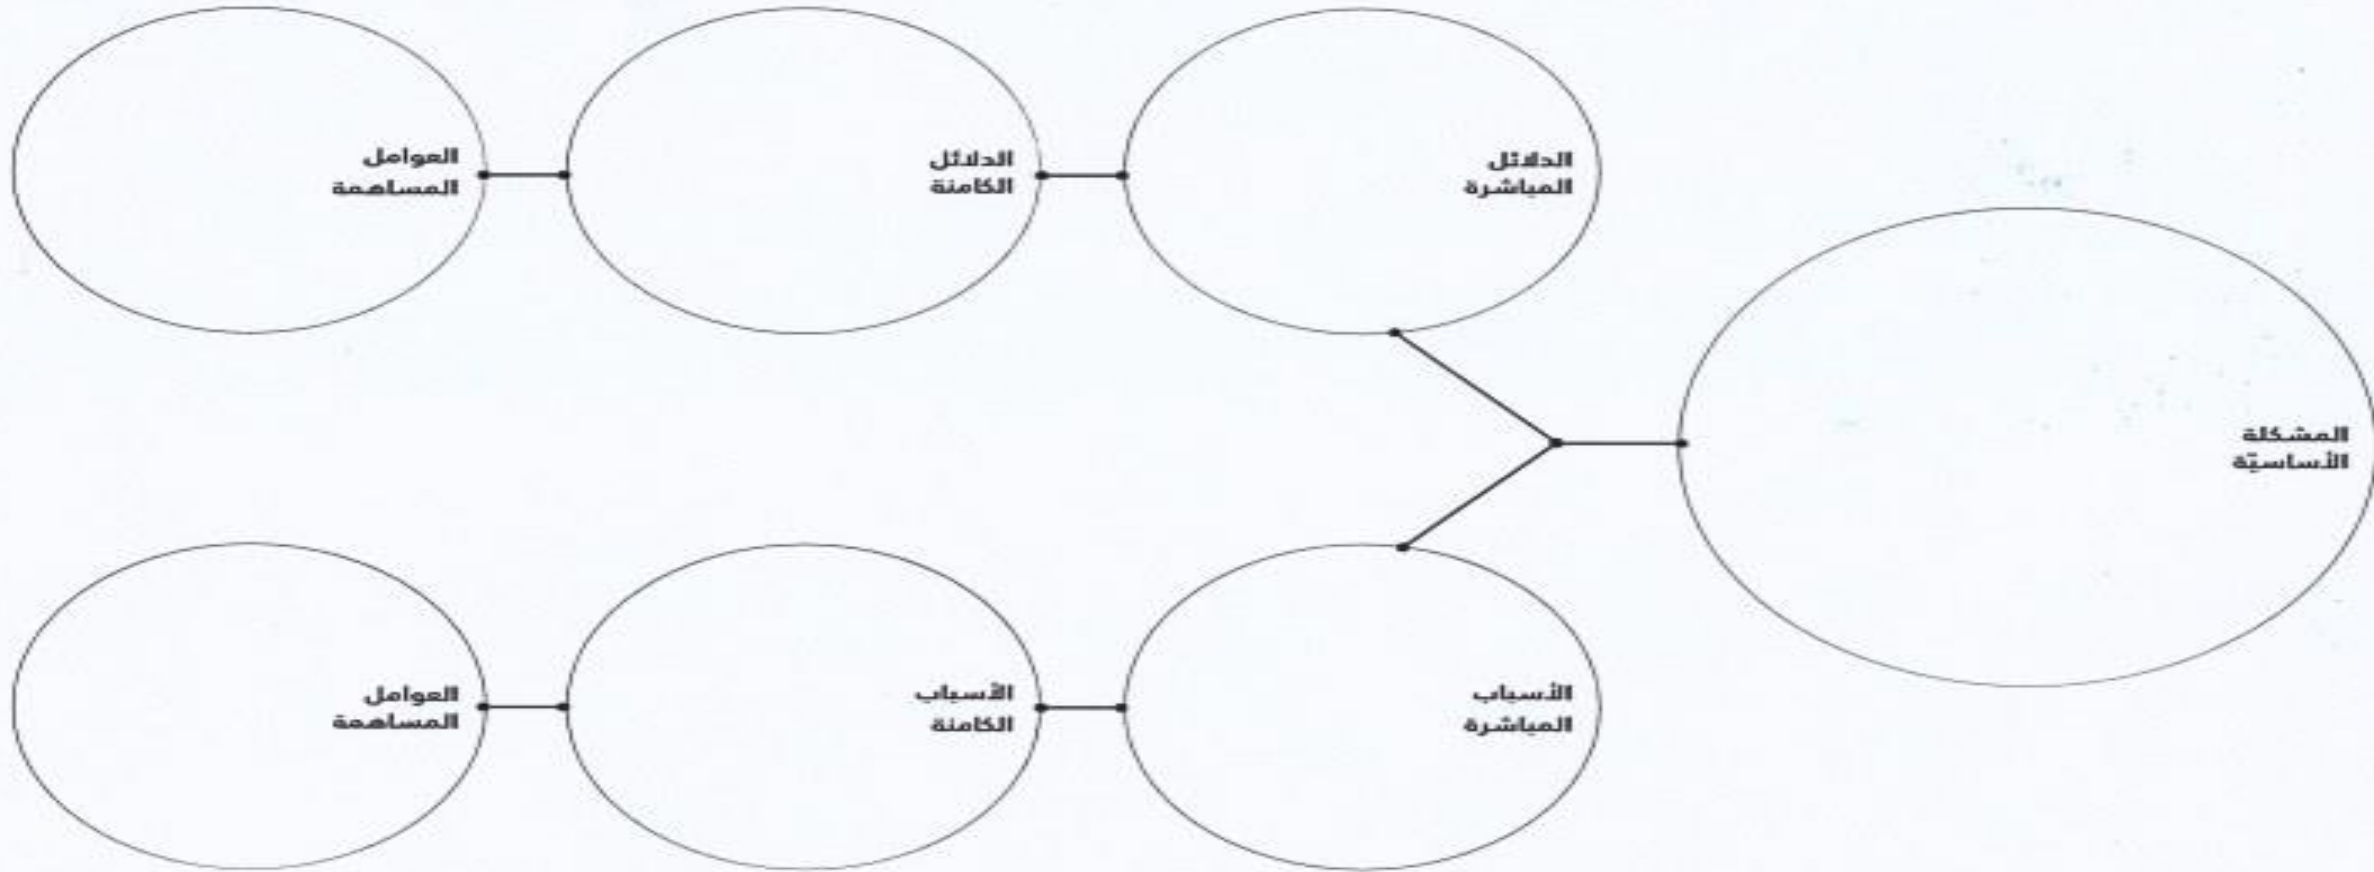 المشكلة
الأساسيّة
الدلائل
المباشرة
الدلائل
الكامنة
العوامل
المساهمة
الأسباب
المباشرة
الأسباب
الكامنة
العوامل
المساهمة